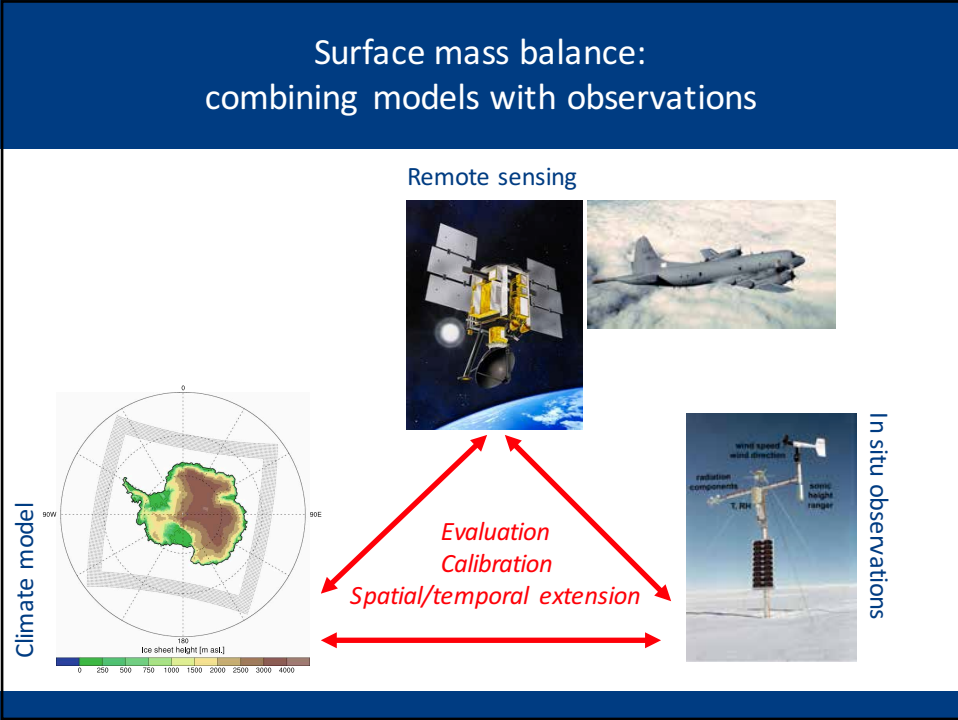 Surface mass balance:
combining models with observations
Remote sensing
In situ observations
wind speed
wind direction
radiation
components
sonic
height
ranger
T, RH
Evaluation
Calibration
Spatial/temporal extension
Climate model
0
90W
90E
180
Ice sheet height [m asl.]
0 250 500 750 1000 1500 2000 2500 3000 4000